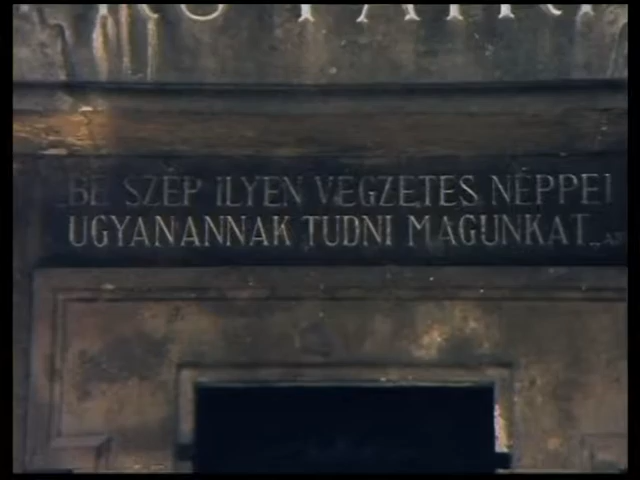 BE SZÉP ILYEN VÉGZETES NÉPPEL
UGYANANNAK TUDNI MAGUNKAT